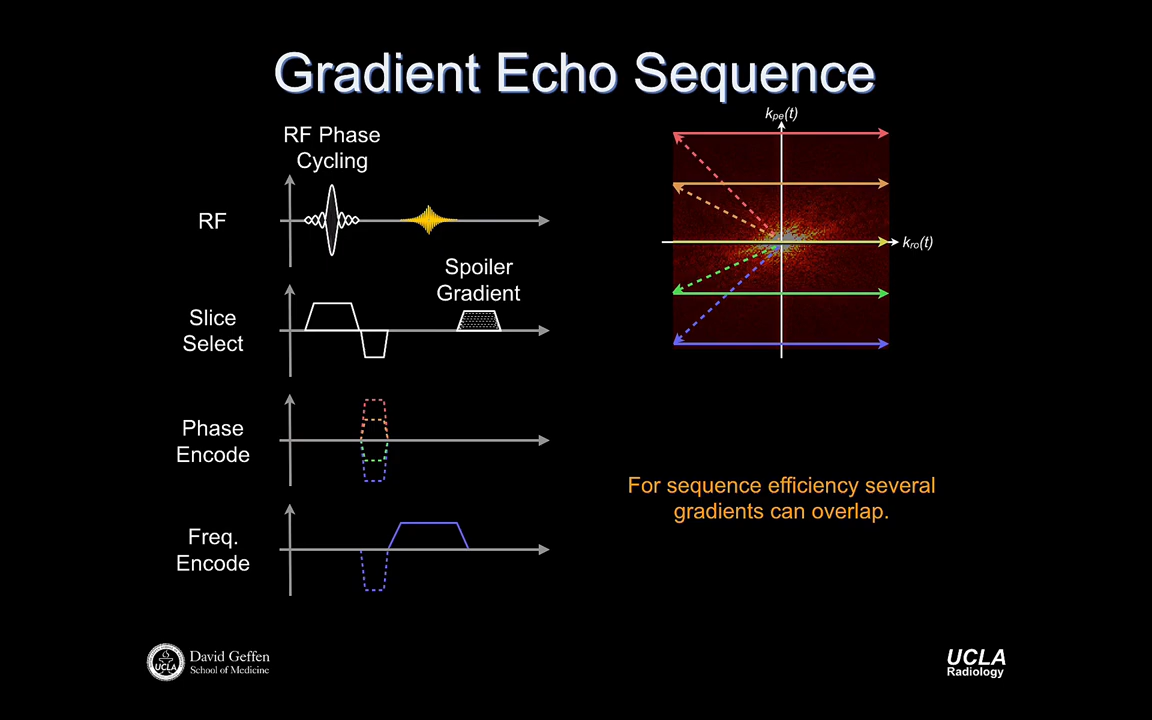 Gradient Echo Sequence
RF Phase
Cycling
RF
Spoiler
Gradient
Slice
Select
Phase
Encode
Freq.
Encode
kpe(t)
kro(t)
For sequence efficiency several
gradients can overlap.
UCLA
David Geffen
School of Medicine
UCLA
Radiology